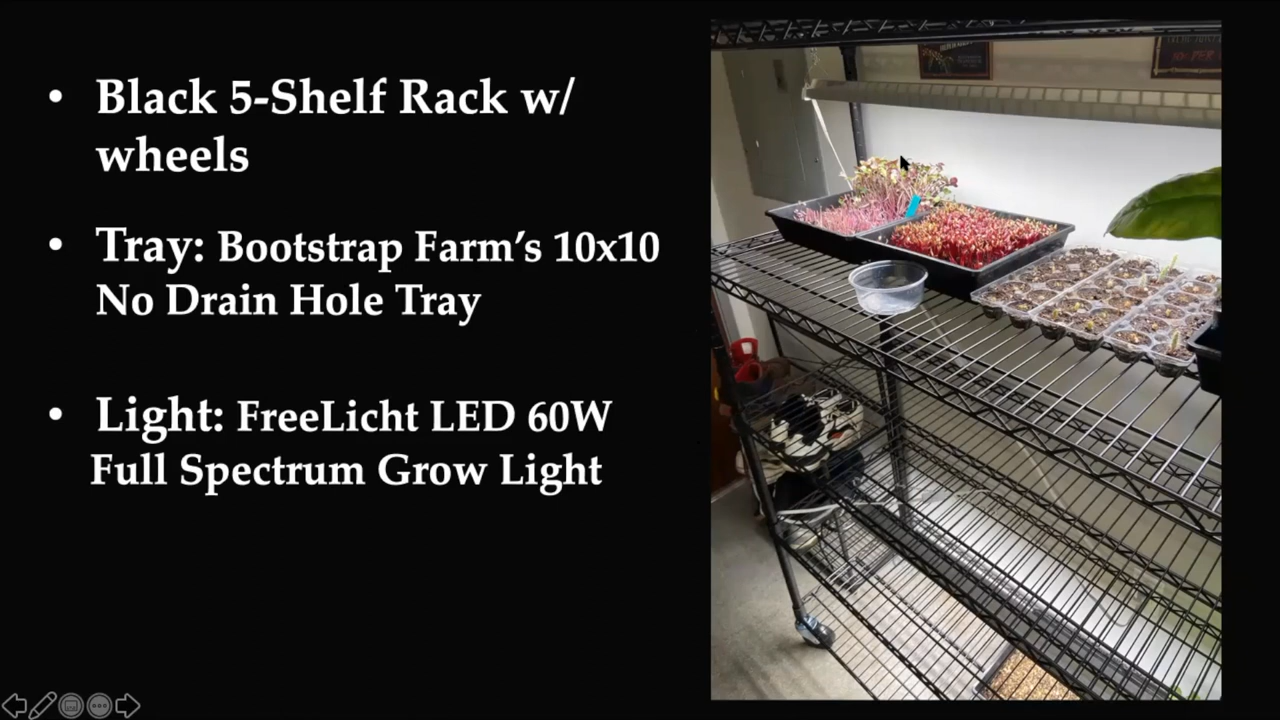 • Black 5-Shelf Rack w/
wheels
• Tray: Bootstrap Farm’s 10x10
No Drain Hole Tray
• Light: FreeLicht LED 60W
Full Spectrum Grow Light